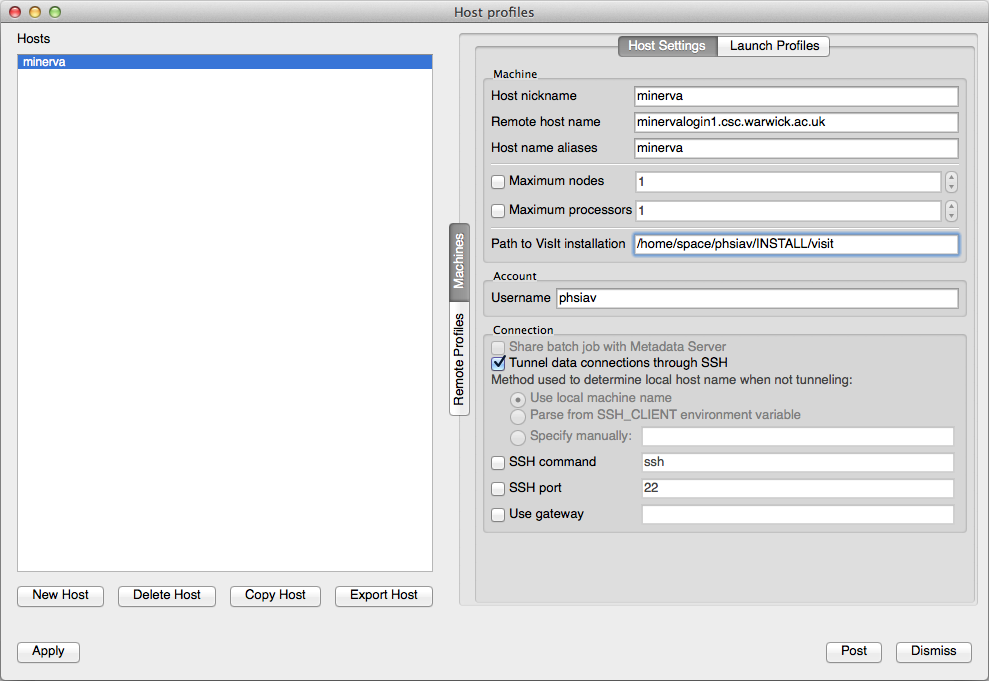 Host profiles
Hosts
minerva
Machines
Remote Profiles
Host Settings
Launch Profiles
Machine
Host nickname
minerva
Remote host name
minervalogin1.csc.warwick.ac.uk
Host name aliases
minerva
Maximum nodes
1
Maximum processors
1
Path to VisIt installation
/home/space/phsiav/INSTALL/visit
Account
Username
phsiav
Connection
Share batch job with Metadata Server
Tunnel data connections through SSH
Method used to determine local host name when not tunneling:
Use local machine name
Parse from SSH_CLIENT environment variable
Specify manually:
SSH command
ssh
SSH port
22
Use gateway
New Host
Delete Host
Copy Host
Export Host
Apply
Post
Dismiss